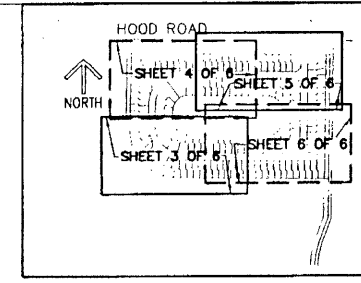 HOOD ROAD
SHEET 4 OF 6
SHEET 5 OF 6
NORTH
SHEET 6 OF 6
SHEET 3 OF 6